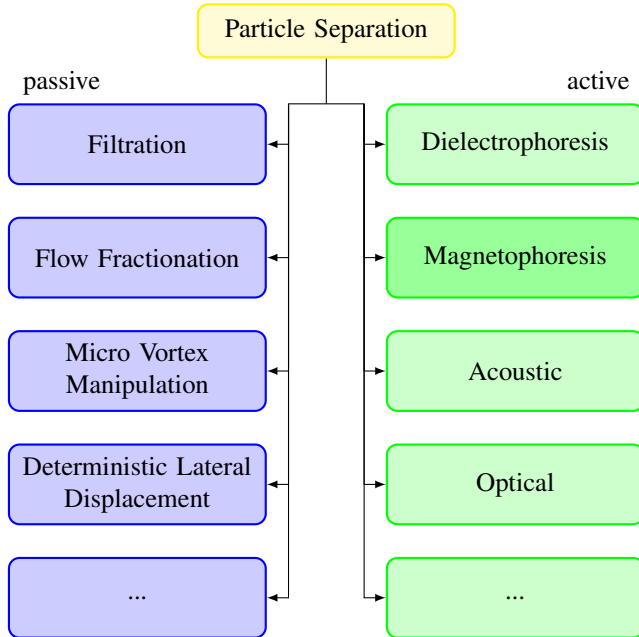 Particle Separation
passive
active
Filtration
Dielectrophoresis
Flow Fractionation
Magnetophoresis
Micro Vortex
Manipulation
Acoustic
Deterministic Lateral
Displacement
Optical
...
...